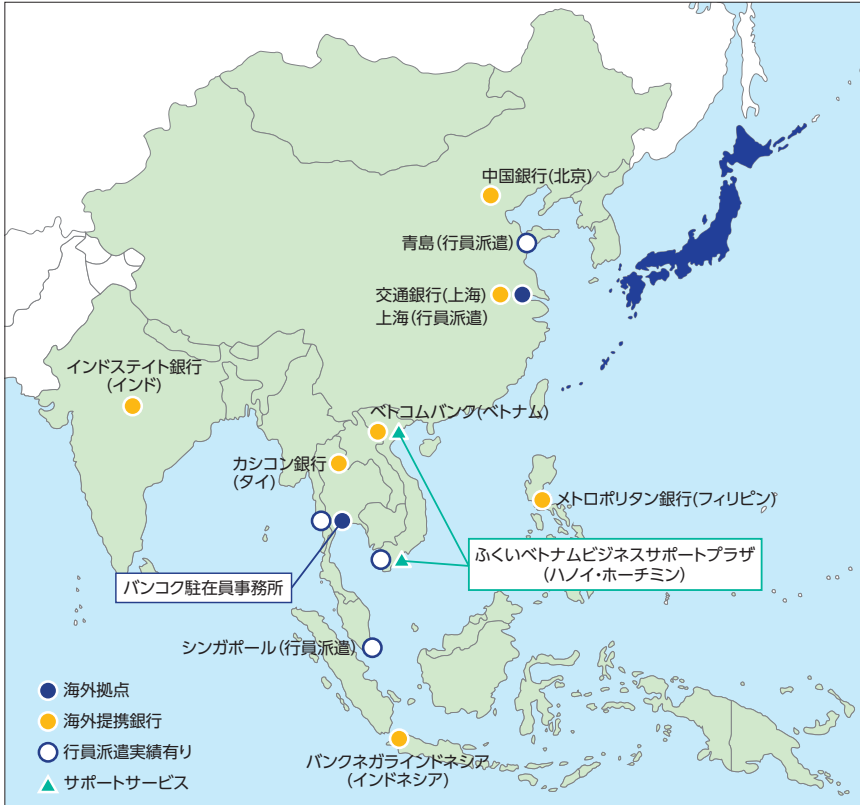 中国銀行(北京)
青島(行員派遣)
交通銀行(上海)
上海(行員派遣)
インドステイト銀行
(インド)
ベトコムバンク(ベトナム)
カシコン銀行
(タイ)
メトロポリタン銀行(フィリピン)
ふくいベトナムビジネスサポートプラザ
(ハノイ・ホーチミン)
バンコク駐在員事務所
シンガポール(行員派遣)
海外拠点
海外提携銀行
行員派遣実績有り
サポートサービス
バンクネガラインドネシア
(インドネシア)